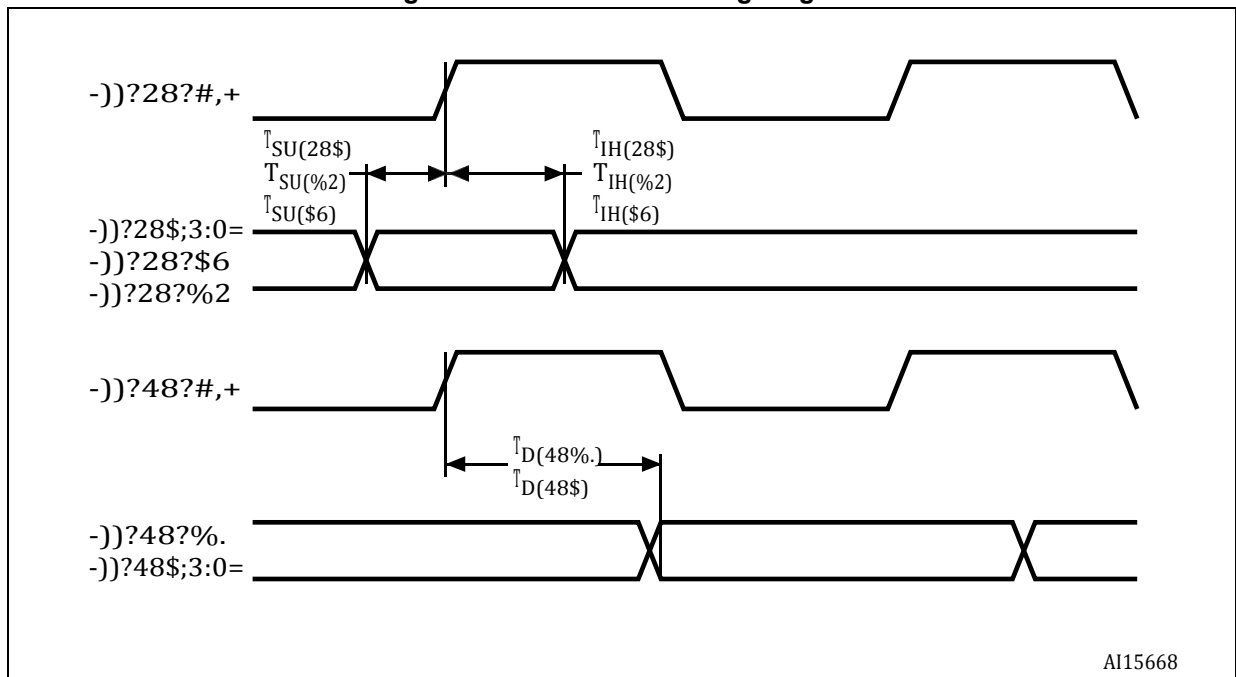 -))?28?#,+
TSU(28$)
TSU(%2)
TSU($6)
TIH(28$)
TIH(%2)
TIH($6)
-))?28$;3:0=
-))?28?$6
-))?28?%2
-))?48?#,+
TD(48%.)
TD(48$)
-))?48?%.
-))?48$;3:0=
AI15668